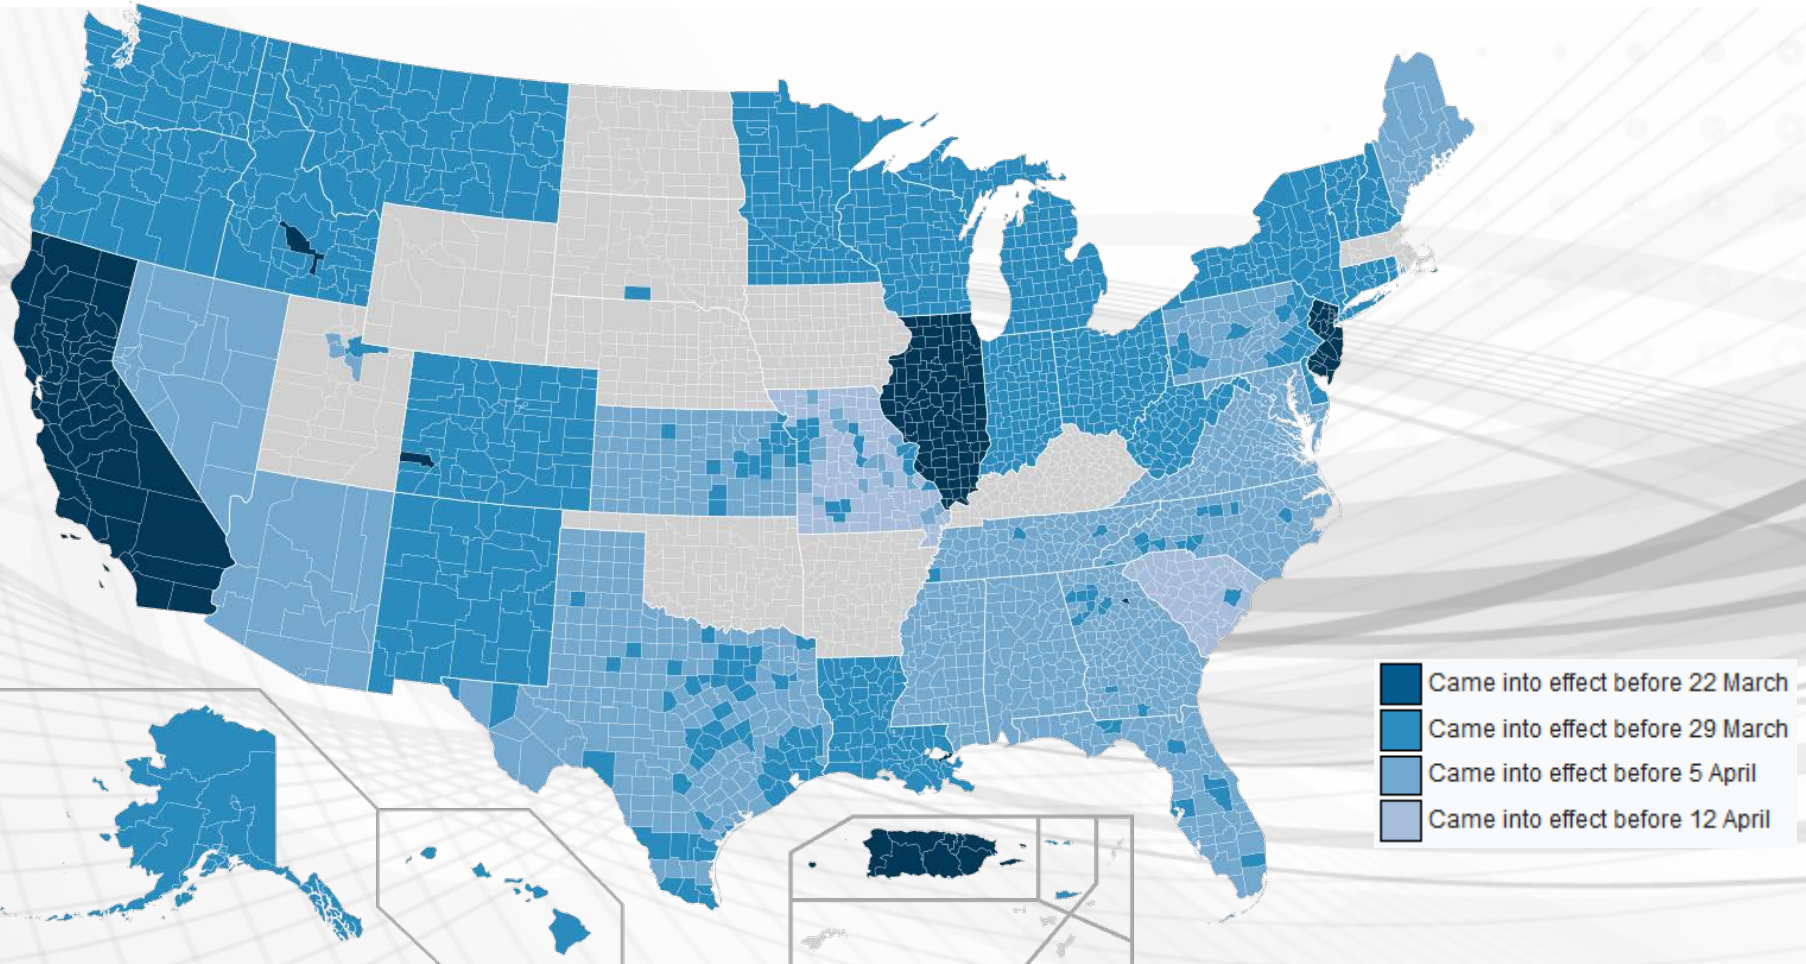 Came into effect before 22 March
Came into effect before 29 March
Came into effect before 5 April
Came into effect before 12 April